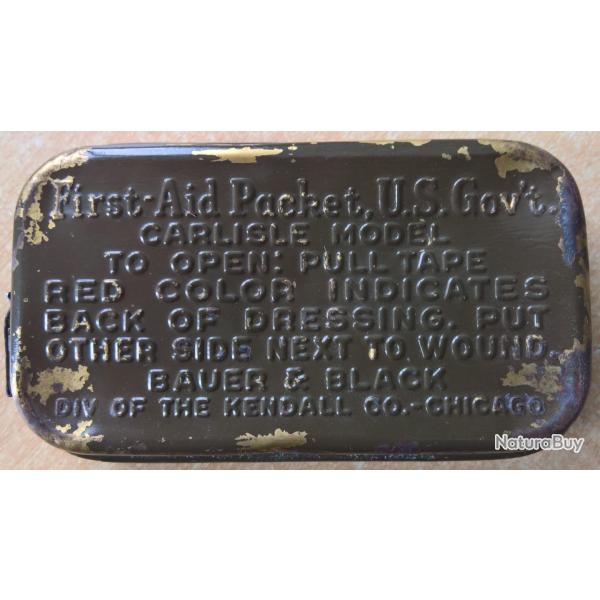 First-Aid Packet, U.S. Gov't.
CARLISLE MODEL
TO OPEN: PULL TAPE
RED COLOR INDICATES
BACK OF DRESSING. PUT
OTHER SIDE NEXT TO WOUND.
BAUER & BLACK
DIV OF THE KENDALL CO.-CHICAGO
NaturaBuy